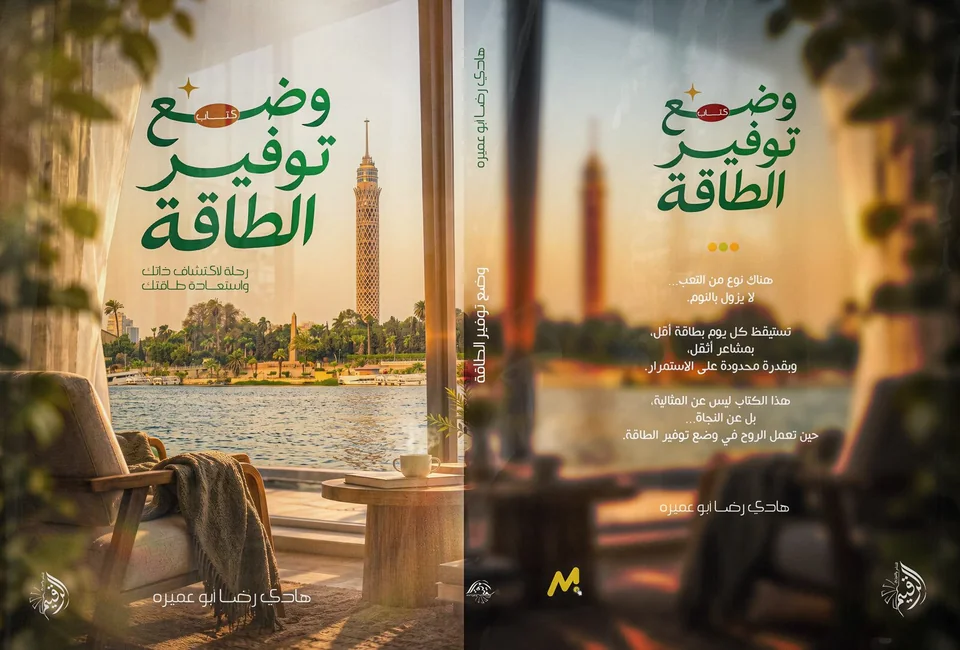 وضع
كتاب
توفير
الطاقة
رحلة لاكتشاف ذاتك
واستعادة طاقتك
هادي رضا ابو عميره
هادي رضا ابو عميره
وضع توفير الطاقة
وضع
كتاب
توفير
الطاقة
هناك نوع من التعب...
لا يزول بالنوم.
تستيقظ كل يوم بطاقة أقل،
بمشاعر أثقل،
وبقدرة محدودة على الاستمرار.
هذا الكتاب ليس عن المثالية،
بل عن النجاة...
حين تعمل الروح في وضع توفير الطاقة.
هادي رضا ابو عميره
الرقيم